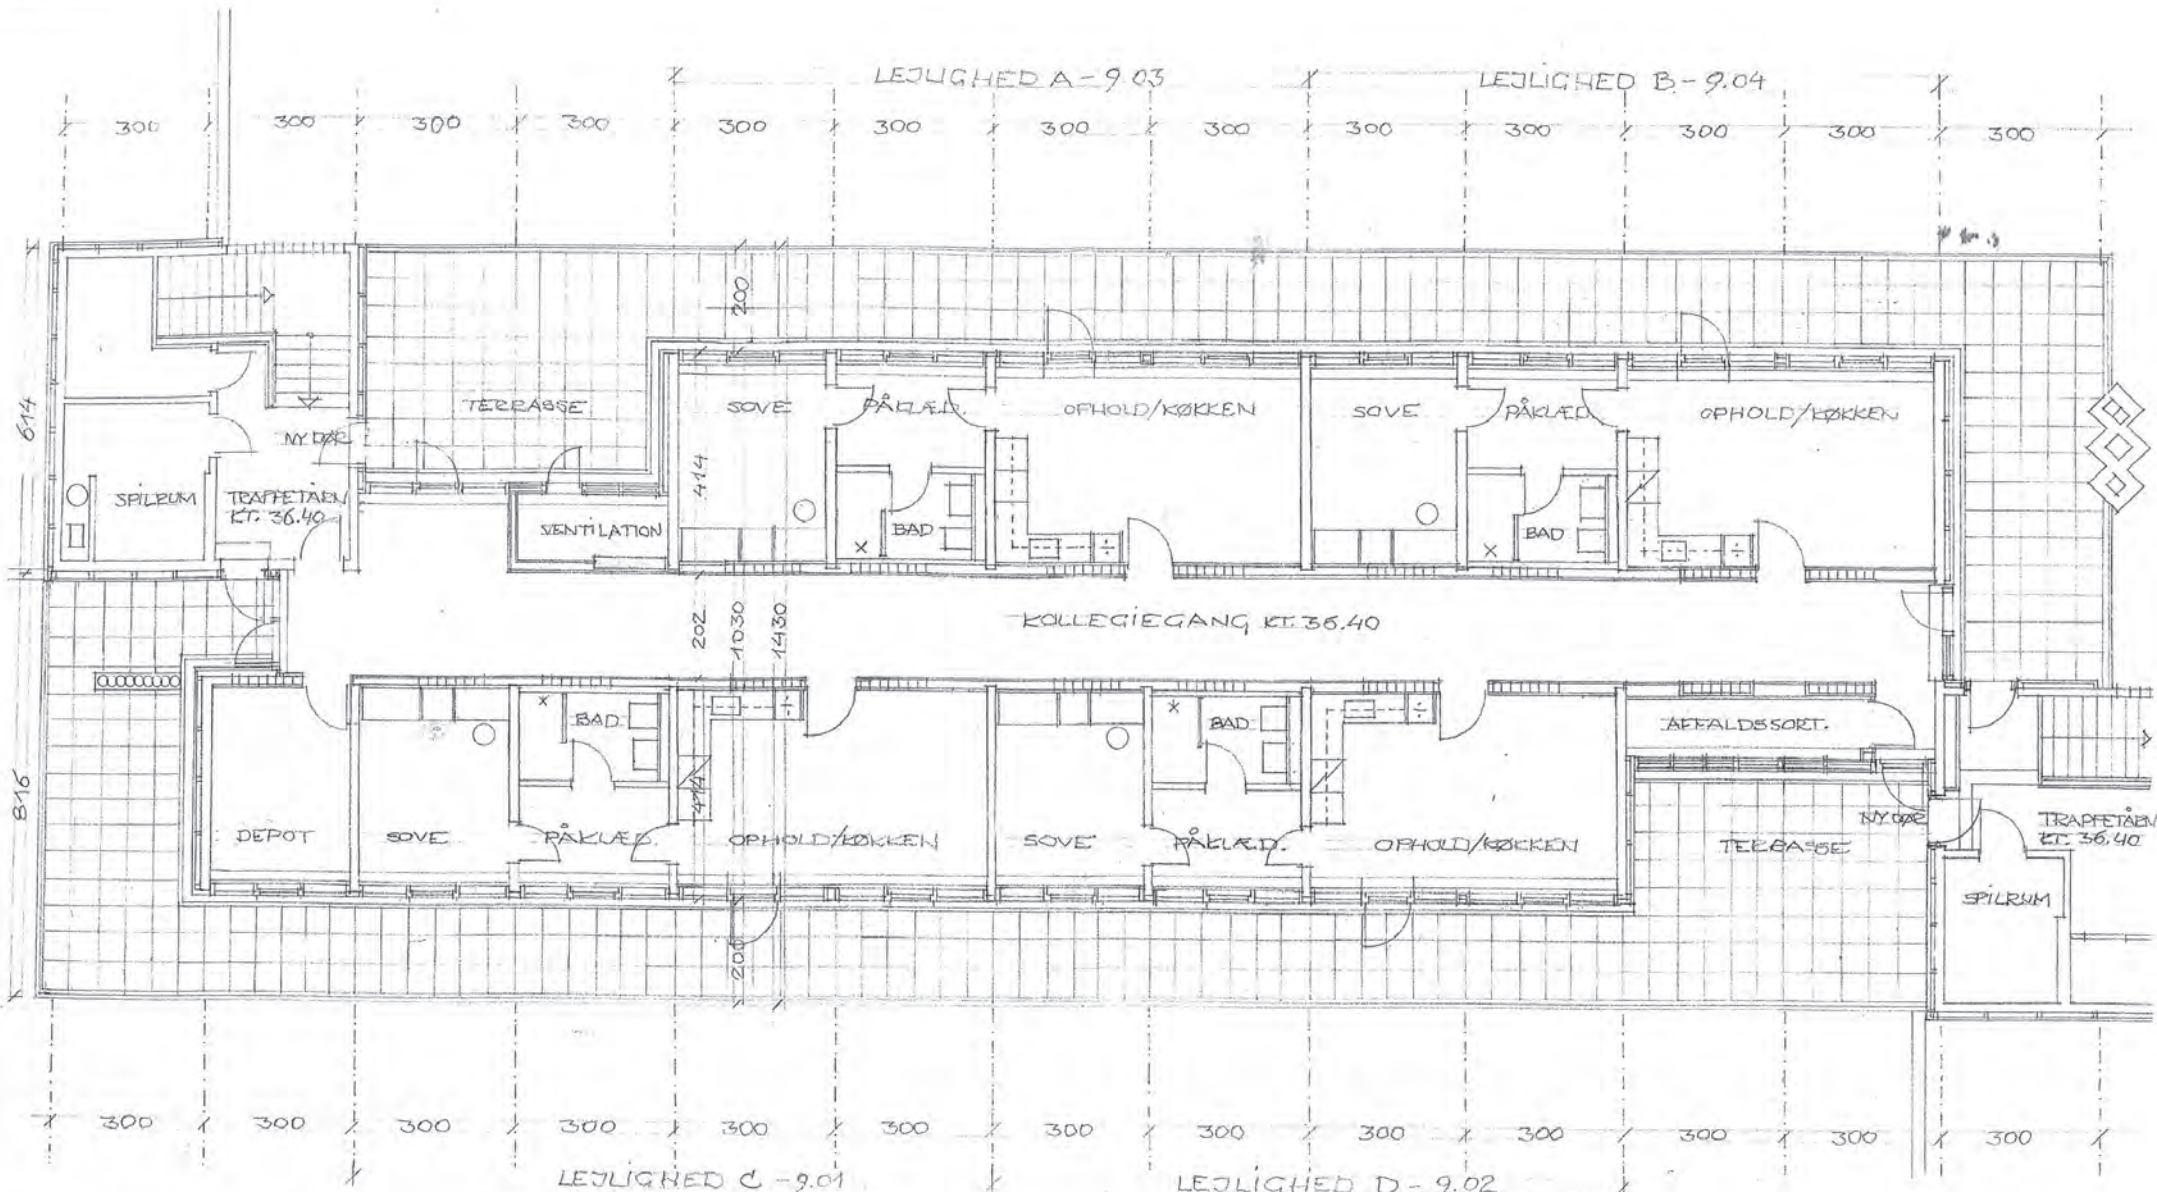 LEJLIGHED A - 9.03
LEJLIGHED B - 9.04
300 300 300 300 300 300 300 300 300 300 300 300 300
200
614
TERRASSE
SOVE
PÅKLÆD.
OPHOLD/KØKKEN
SOVE
PÅKLÆD.
OPHOLD/KØKKEN
NY DØR
414
SPILRUM
TRAPPETÅRN
KT. 36.40
VENTILATION
BAD
BAD
202
1030
1430
KOLLEGIEGANG KT. 36.40
BAD
BAD
AFFALDSSORT.
816
414
DEPOT
SOVE
PÅKLÆD.
OPHOLD/KØKKEN
SOVE
PÅKLÆD.
OPHOLD/KØKKEN
TERRASSE
NY DØR
TRAPPETÅRN
KT. 36.40
SPILRUM
200
300 300 300 300 300 300 300 300 300 300 300 300 300
LEJLIGHED C - 9.01
LEJLIGHED D - 9.02